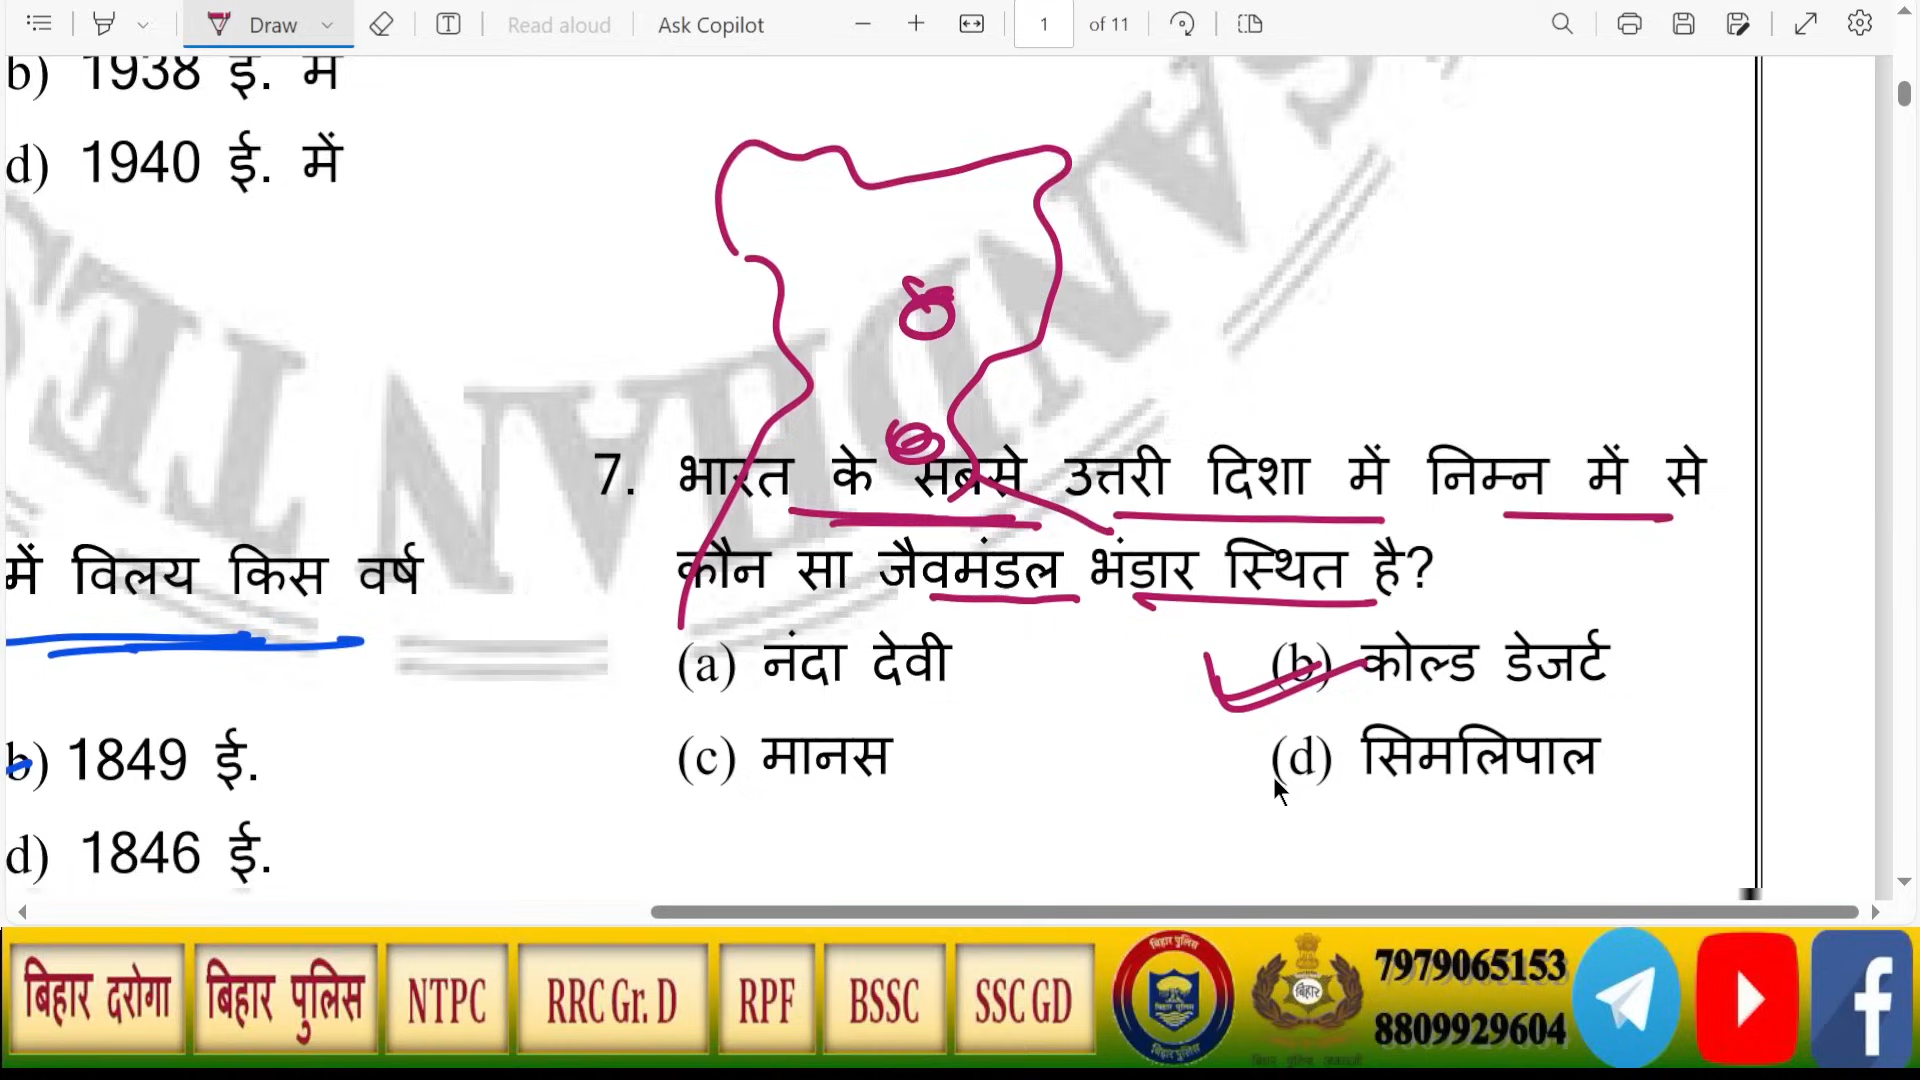 Draw
Read aloud
Ask Copilot
1 of 11
b) 1938 ई. में
d) 1940 ई. में
में विलय किस वर्ष
b) 1849 ई.
d) 1846 ई.
7. भारत के सबसे उत्तरी दिशा में निम्न में से
कौन सा जैवमंडल भंडार स्थित है?
(a) नंदा देवी (b) कोल्ड डेजर्ट
(c) मानस (d) सिमलिपाल
बिहार दरोगा
बिहार पुलिस
NTPC
RRC Gr. D
RPF
BSSC
SSC GD
बिहार पुलिस
बिहार पुलिस
बिहार
7979065153
8809929604